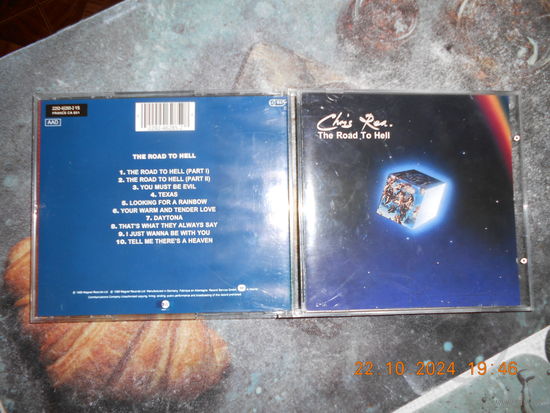 FRANCE: CA 851
AAD
THE ROAD TO HELL
1. THE ROAD TO HELL (PART I)
2. THE ROAD TO HELL (PART II)
3. YOU MUST BE EVIL
4. TEXAS
5. LOOKING FOR A RAINBOW
6. YOUR WARM AND TENDER LOVE
7. DAYTONA
8. THAT'S WHAT THEY ALWAYS SAY
9. I JUST WANNA BE WITH YOU
10. TELL ME THERE'S A HEAVEN
Chris Rea.
The Road To Hell
22.10.2024 19:46